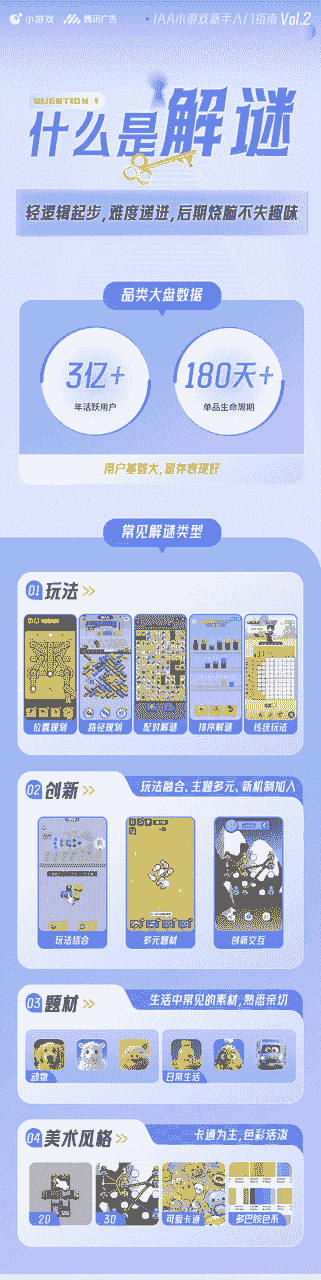 小游戏 腾讯广告 IAA小游戏新手入门指南 Vol.2
QUENTION 1
什么是解谜
轻逻辑起步,难度递进,后期烧脑不失趣味
品类大盘数据
3亿+ 180天+
年活跃用户 单品生命周期
用户基数大,留存表现好
常见解谜类型
01 玩法
位置规划 路径规划 配对解谜 排序解谜 传统玩法
02 创新 玩法融合、主题多元、新机制加入
玩法结合 多元题材 创新交互
03 题材 生活中常见的素材,熟悉亲切
动物 日常生活
04 美术风格 卡通为主,色彩活泼
2D 3D 可爱卡通 多巴胺色系